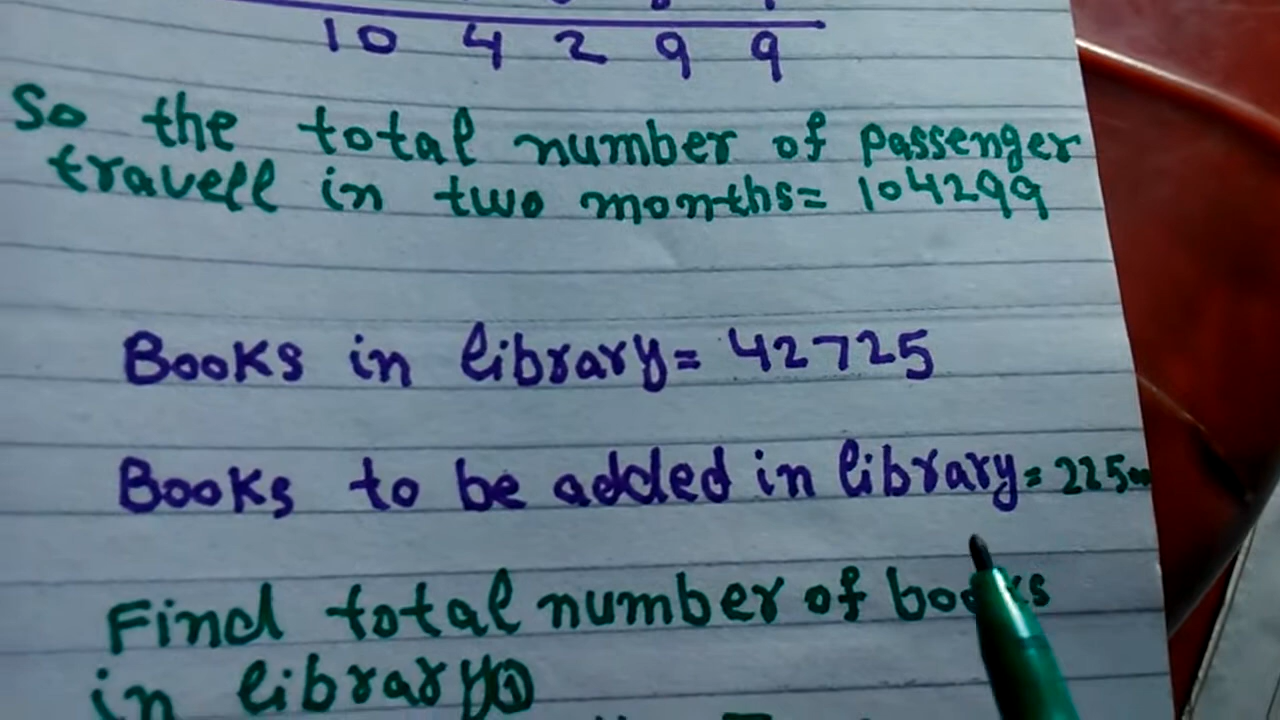 10 4 2 9 9
So the total number of passenger
travell in two months= 104299
Books in library= 42725
Books to be added in library= 22500
Find total number of books
in library